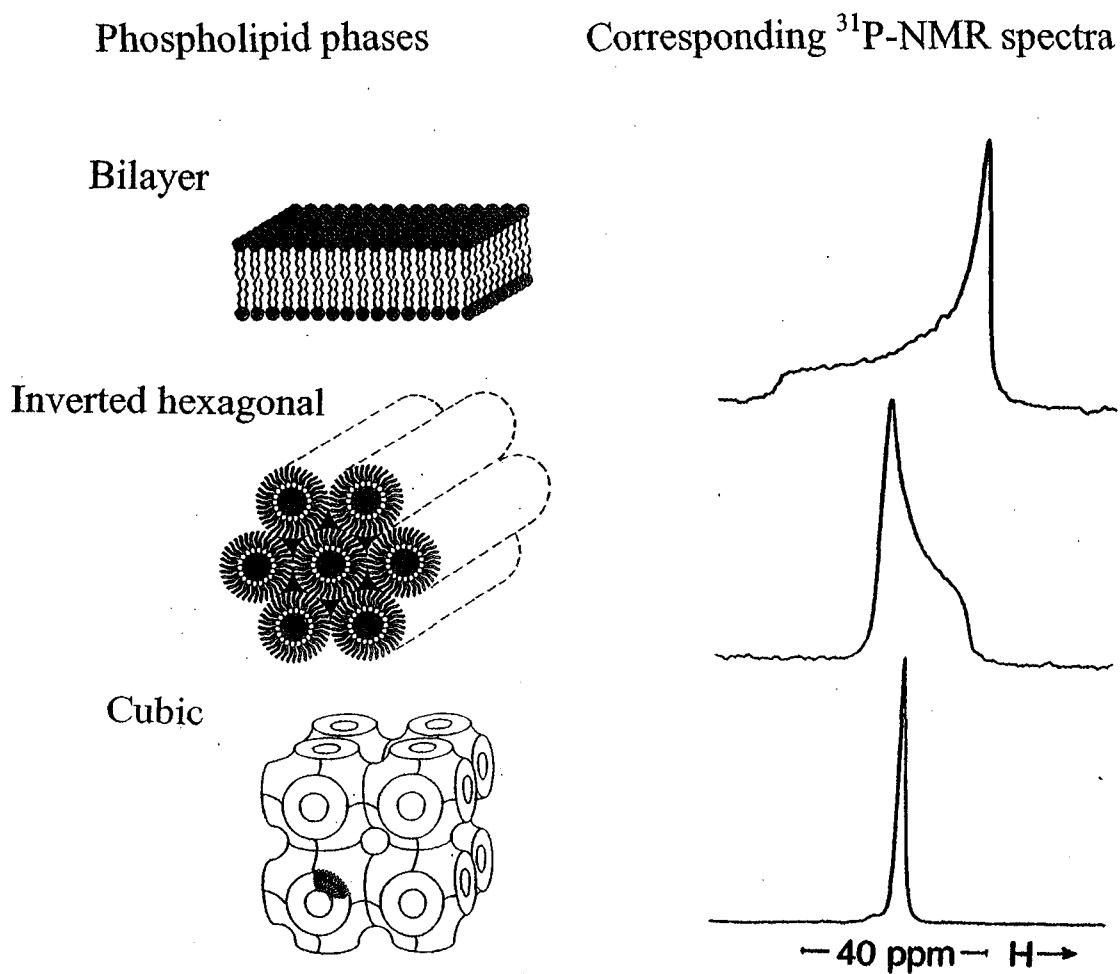 Phospholipid phases
Corresponding ³¹P-NMR spectra
Bilayer
Inverted hexagonal
Cubic
40 ppm H→